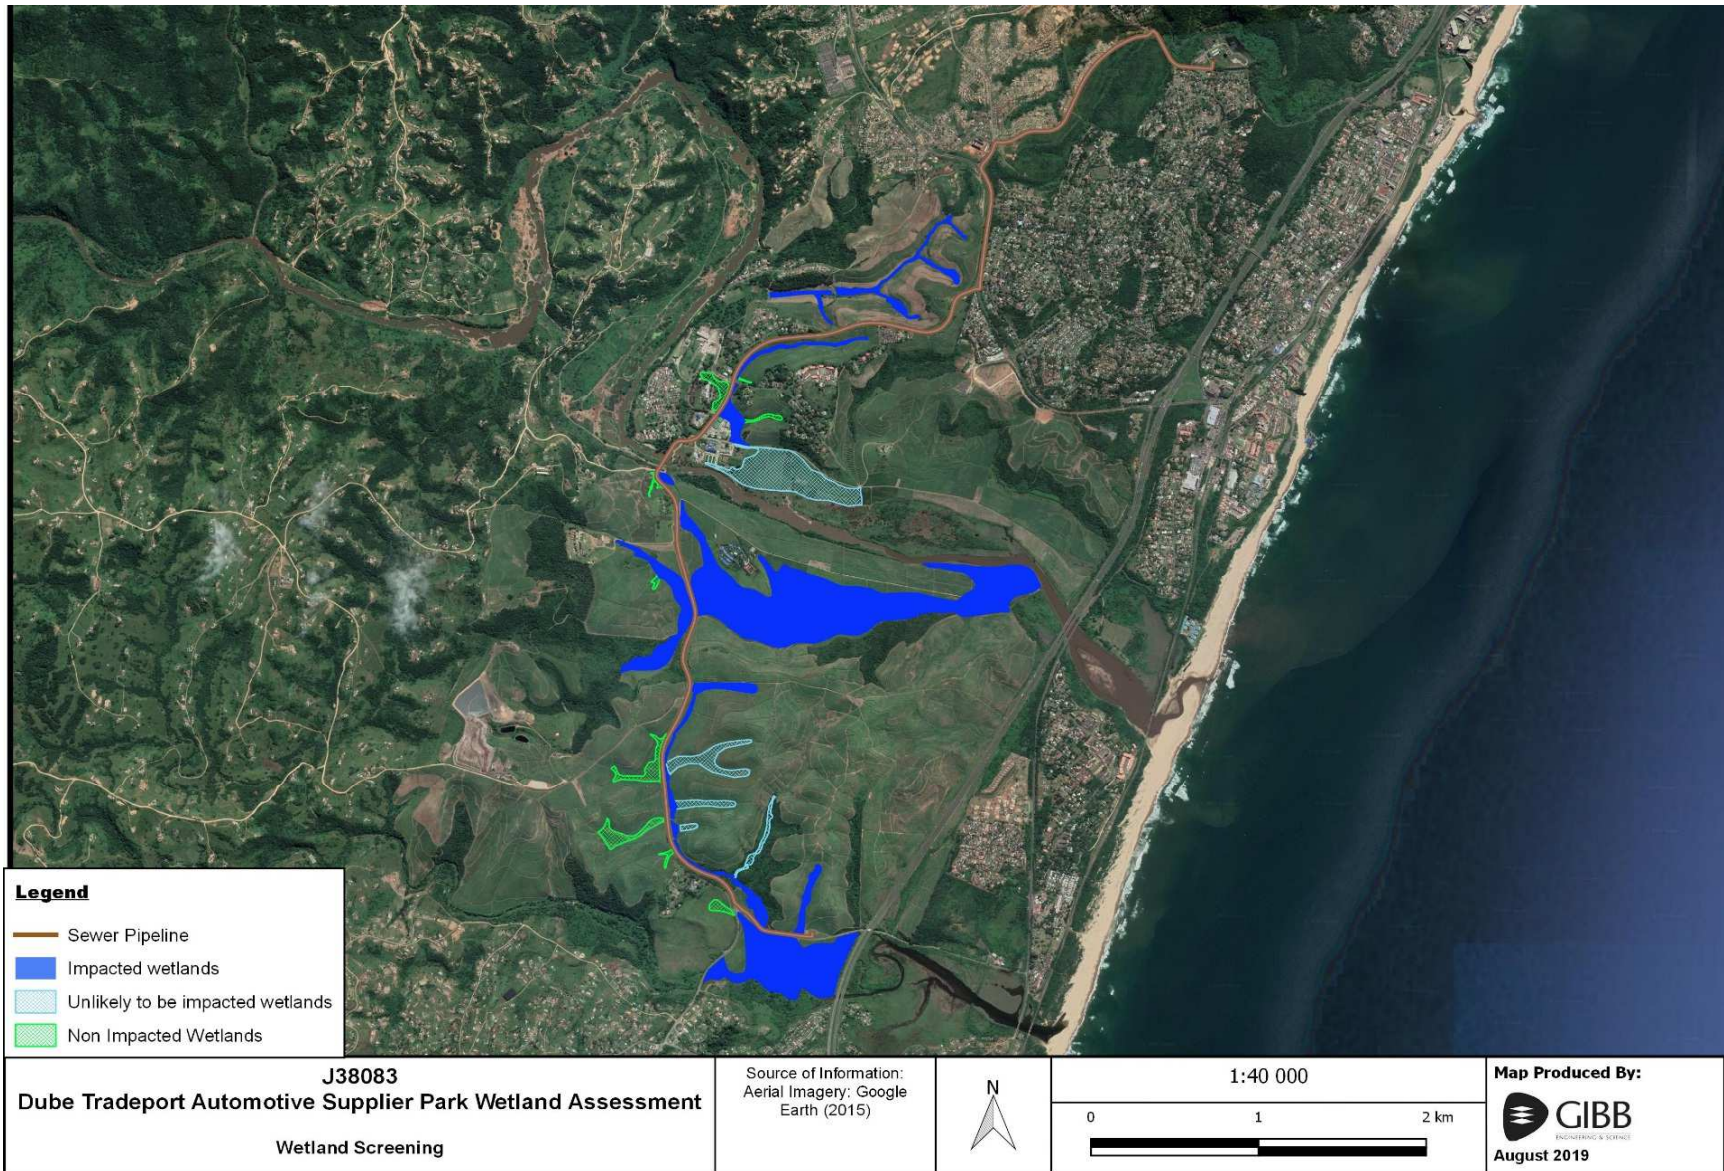 Legend
Sewer Pipeline
Impacted wetlands
Unlikely to be impacted wetlands
Non Impacted Wetlands
J38083
Dube Tradeport Automotive Supplier Park Wetland Assessment
Wetland Screening
Source of Information:
Aerial Imagery: Google
Earth (2015)
N
1:40 000
0 1 2 km
Map Produced By:
GIBB
ENGINEERING & SCIENCE
August 2019